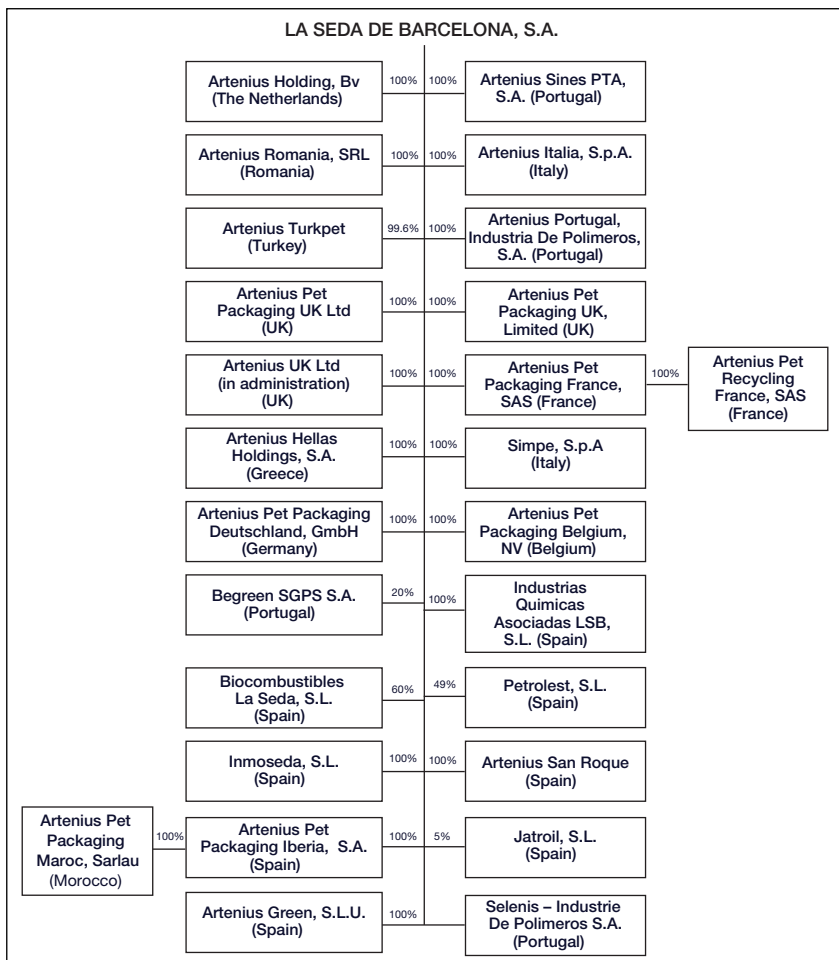 LA SEDA DE BARCELONA, S.A.
Artenius Holding, Bv
(The Netherlands)
100%
100%
Artenius Sines PTA,
S.A. (Portugal)
Artenius Romania, SRL
(Romania)
100%
100%
Artenius Italia, S.p.A.
(Italy)
Artenius Turkpet
(Turkey)
99.6%
100%
Artenius Portugal,
Industria De Polimeros,
S.A. (Portugal)
Artenius Pet
Packaging UK Ltd
(UK)
100%
100%
Artenius Pet
Packaging UK,
Limited (UK)
Artenius UK Ltd
(in administration)
(UK)
100%
100%
Artenius Pet
Packaging France,
SAS (France)
100%
Artenius Pet
Recycling
France, SAS
(France)
Artenius Hellas
Holdings, S.A.
(Greece)
100%
100%
Simpe, S.p.A
(Italy)
Artenius Pet Packaging
Deutschland, GmbH
(Germany)
100%
100%
Artenius Pet
Packaging Belgium,
NV (Belgium)
Begreen SGPS S.A.
(Portugal)
20%
100%
Industrias
Quimicas
Asociadas LSB,
S.L. (Spain)
Biocombustibles
La Seda, S.L.
(Spain)
60%
49%
Petrolest, S.L.
(Spain)
Inmoseda, S.L.
(Spain)
100%
100%
Artenius San Roque
(Spain)
Artenius Pet
Packaging
Maroc, Sarlau
(Morocco)
100%
Artenius Pet
Packaging Iberia, S.A.
(Spain)
100%
5%
Jatroil, S.L.
(Spain)
Artenius Green, S.L.U.
(Spain)
100%
Selenis – Industrie
De Polimeros S.A.
(Portugal)